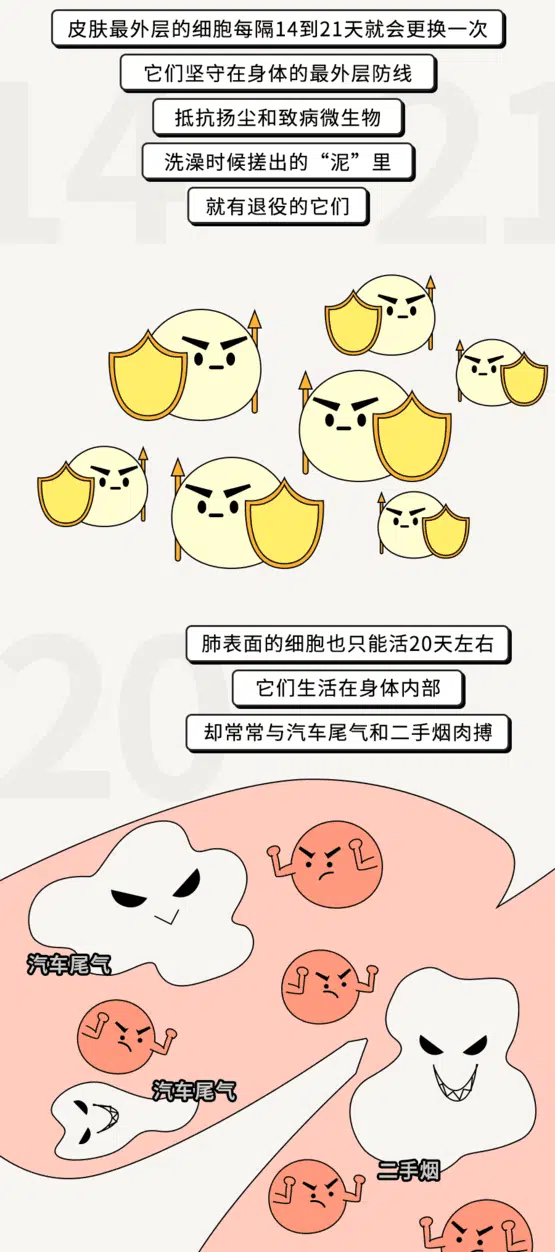 皮肤最外层的细胞每隔14到21天就会更换一次
它们坚守在身体的最外层防线
抵抗扬尘和致病微生物
洗澡时候搓出的“泥”里
就有退役的它们
14
21
20
肺表面的细胞也只能活20天左右
它们生活在身体内部
却常常与汽车尾气和二手烟肉搏
汽车尾气
汽车尾气
二手烟